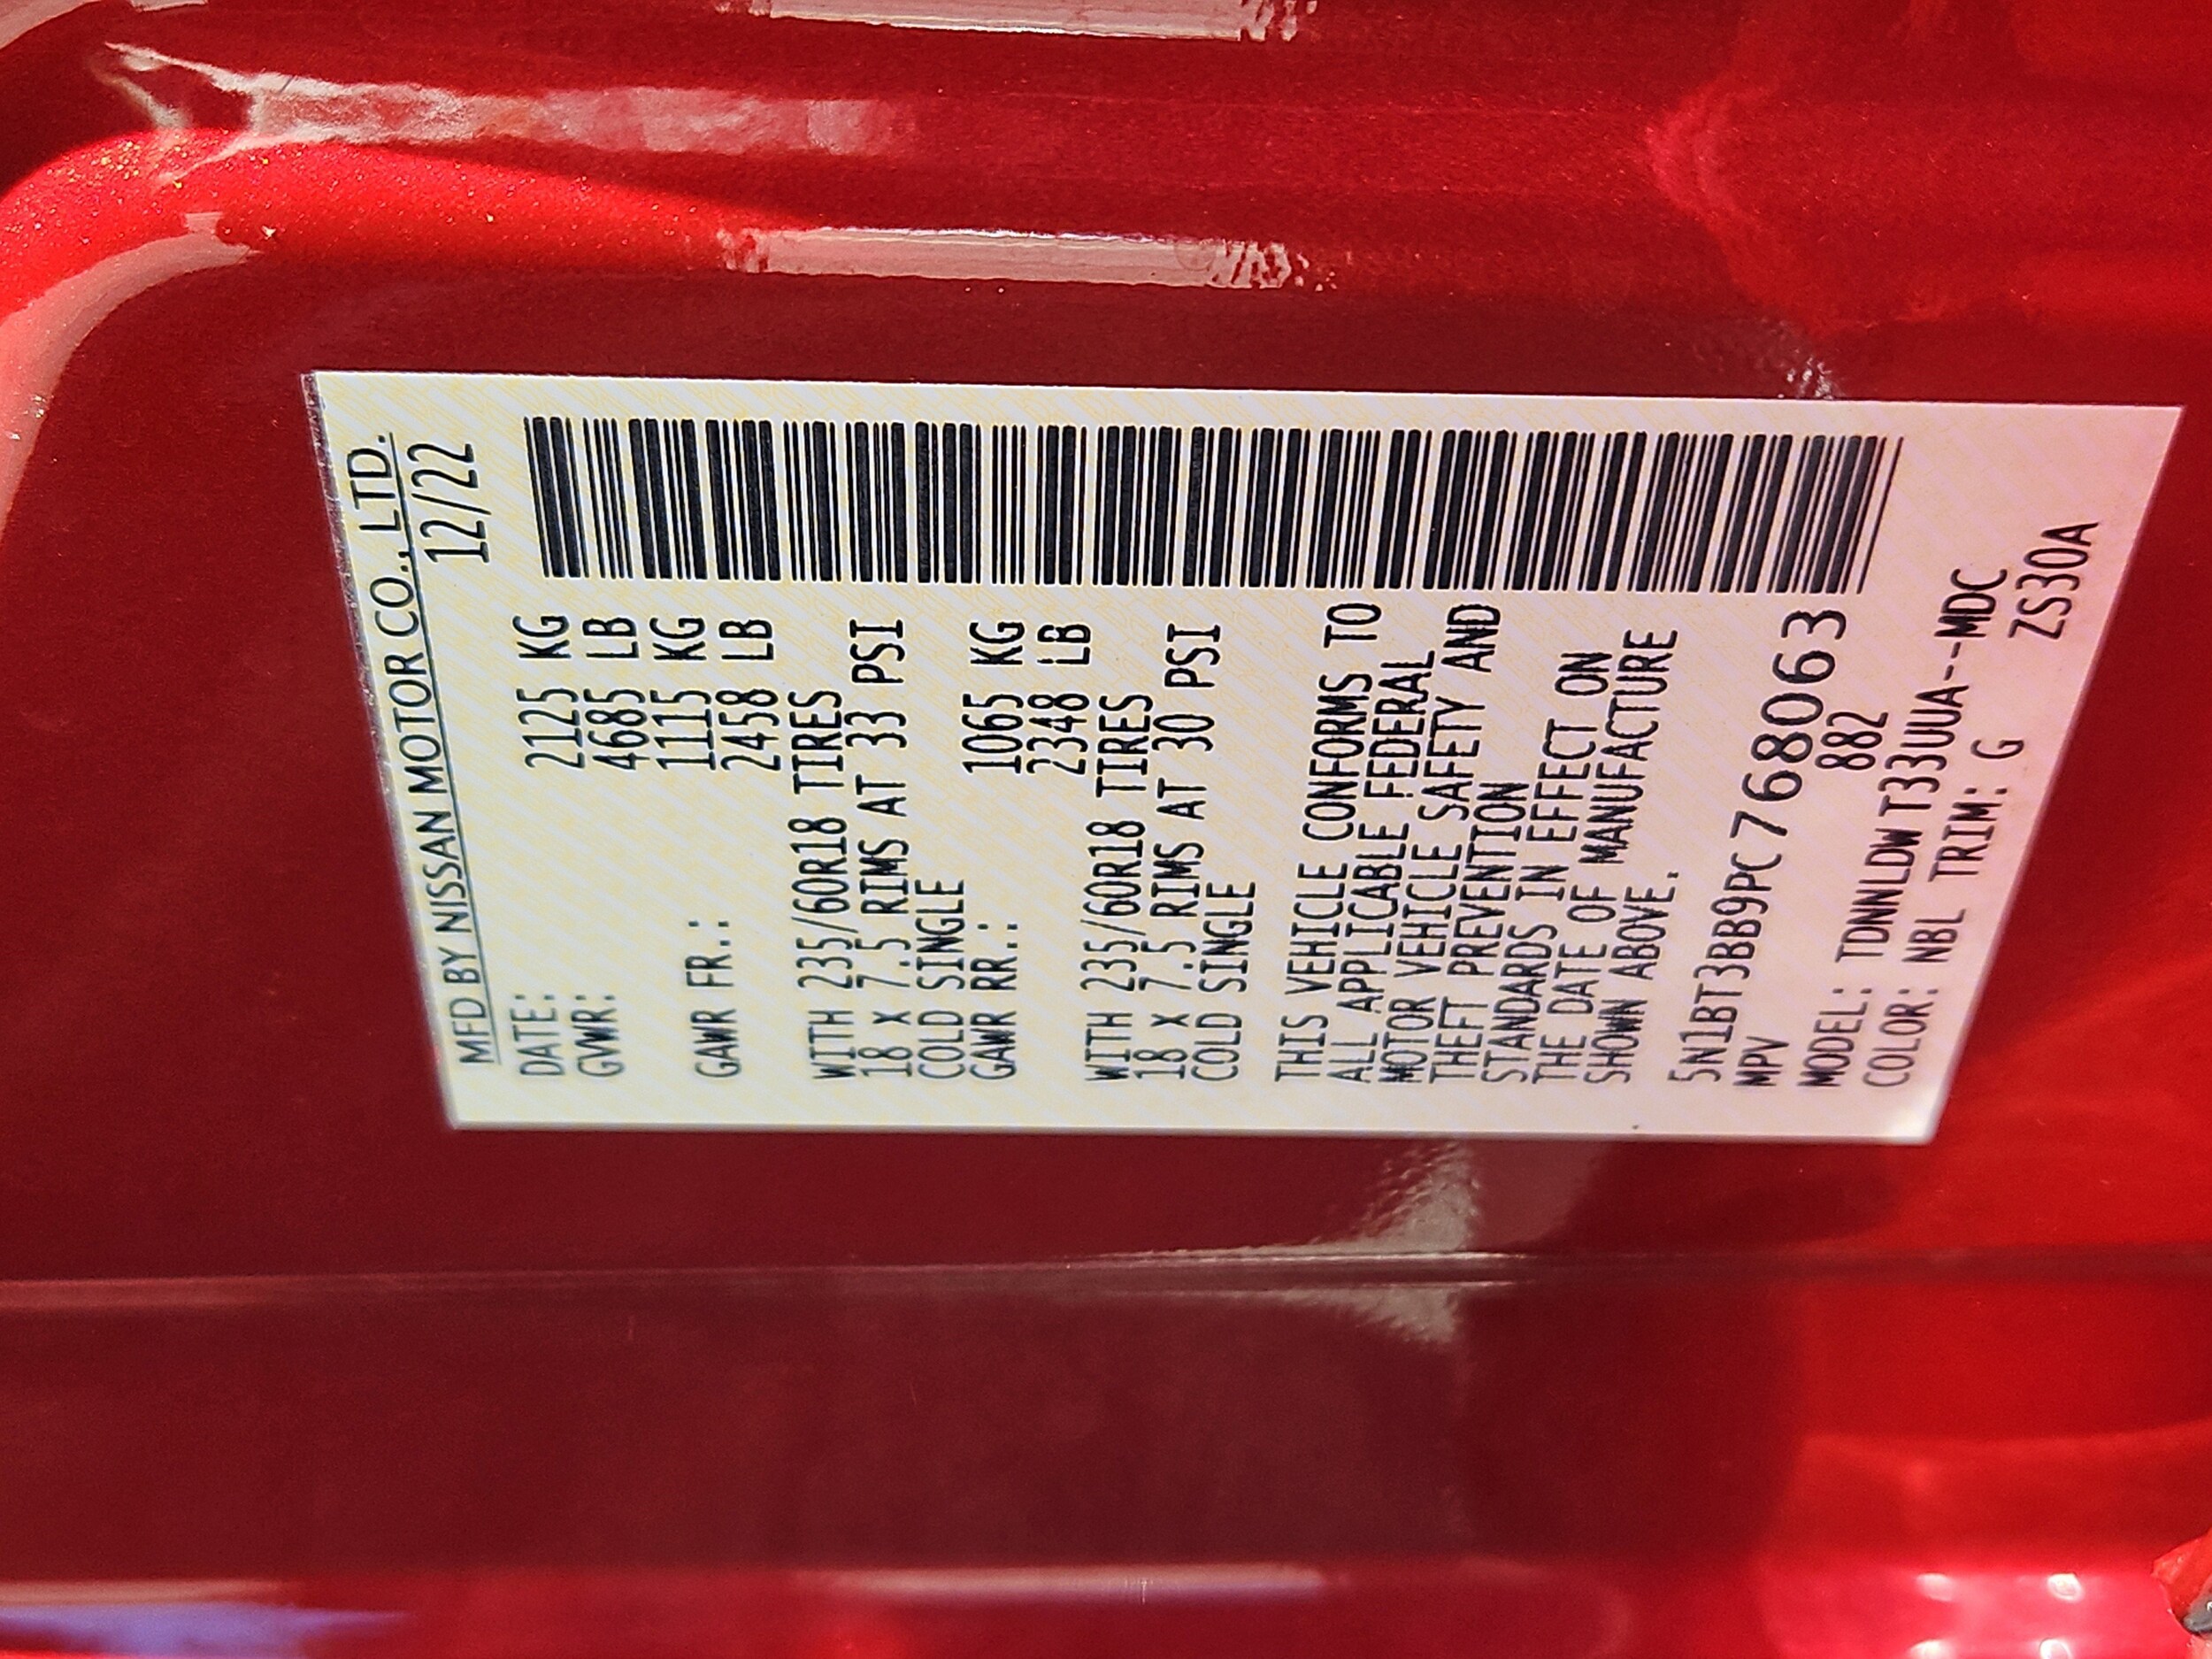 MFD BY NISSAN MOTOR CO., LTD.
DATE: 12/22
GVWR: 2125 KG
4685 LB
GAWR FR.: 1115 KG
2458 LB
WITH 235/60R18 TIRES
18 x 7.5 RIMS AT 33 PSI
COLD SINGLE
GAWR RR.: 1065 KG
2348 LB
WITH 235/60R18 TIRES
18 x 7.5 RIMS AT 30 PSI
COLD SINGLE
THIS VEHICLE CONFORMS TO
ALL APPLICABLE FEDERAL
MOTOR VEHICLE SAFETY AND
THEFT PREVENTION
STANDARDS IN EFFECT ON
THE DATE OF MANUFACTURE
SHOWN ABOVE.
5N1BT3BB9PC768063
MPV 882
MODEL: TDNNLDW T33UUA--MDC
COLOR: NBL TRIM: G ZS30A